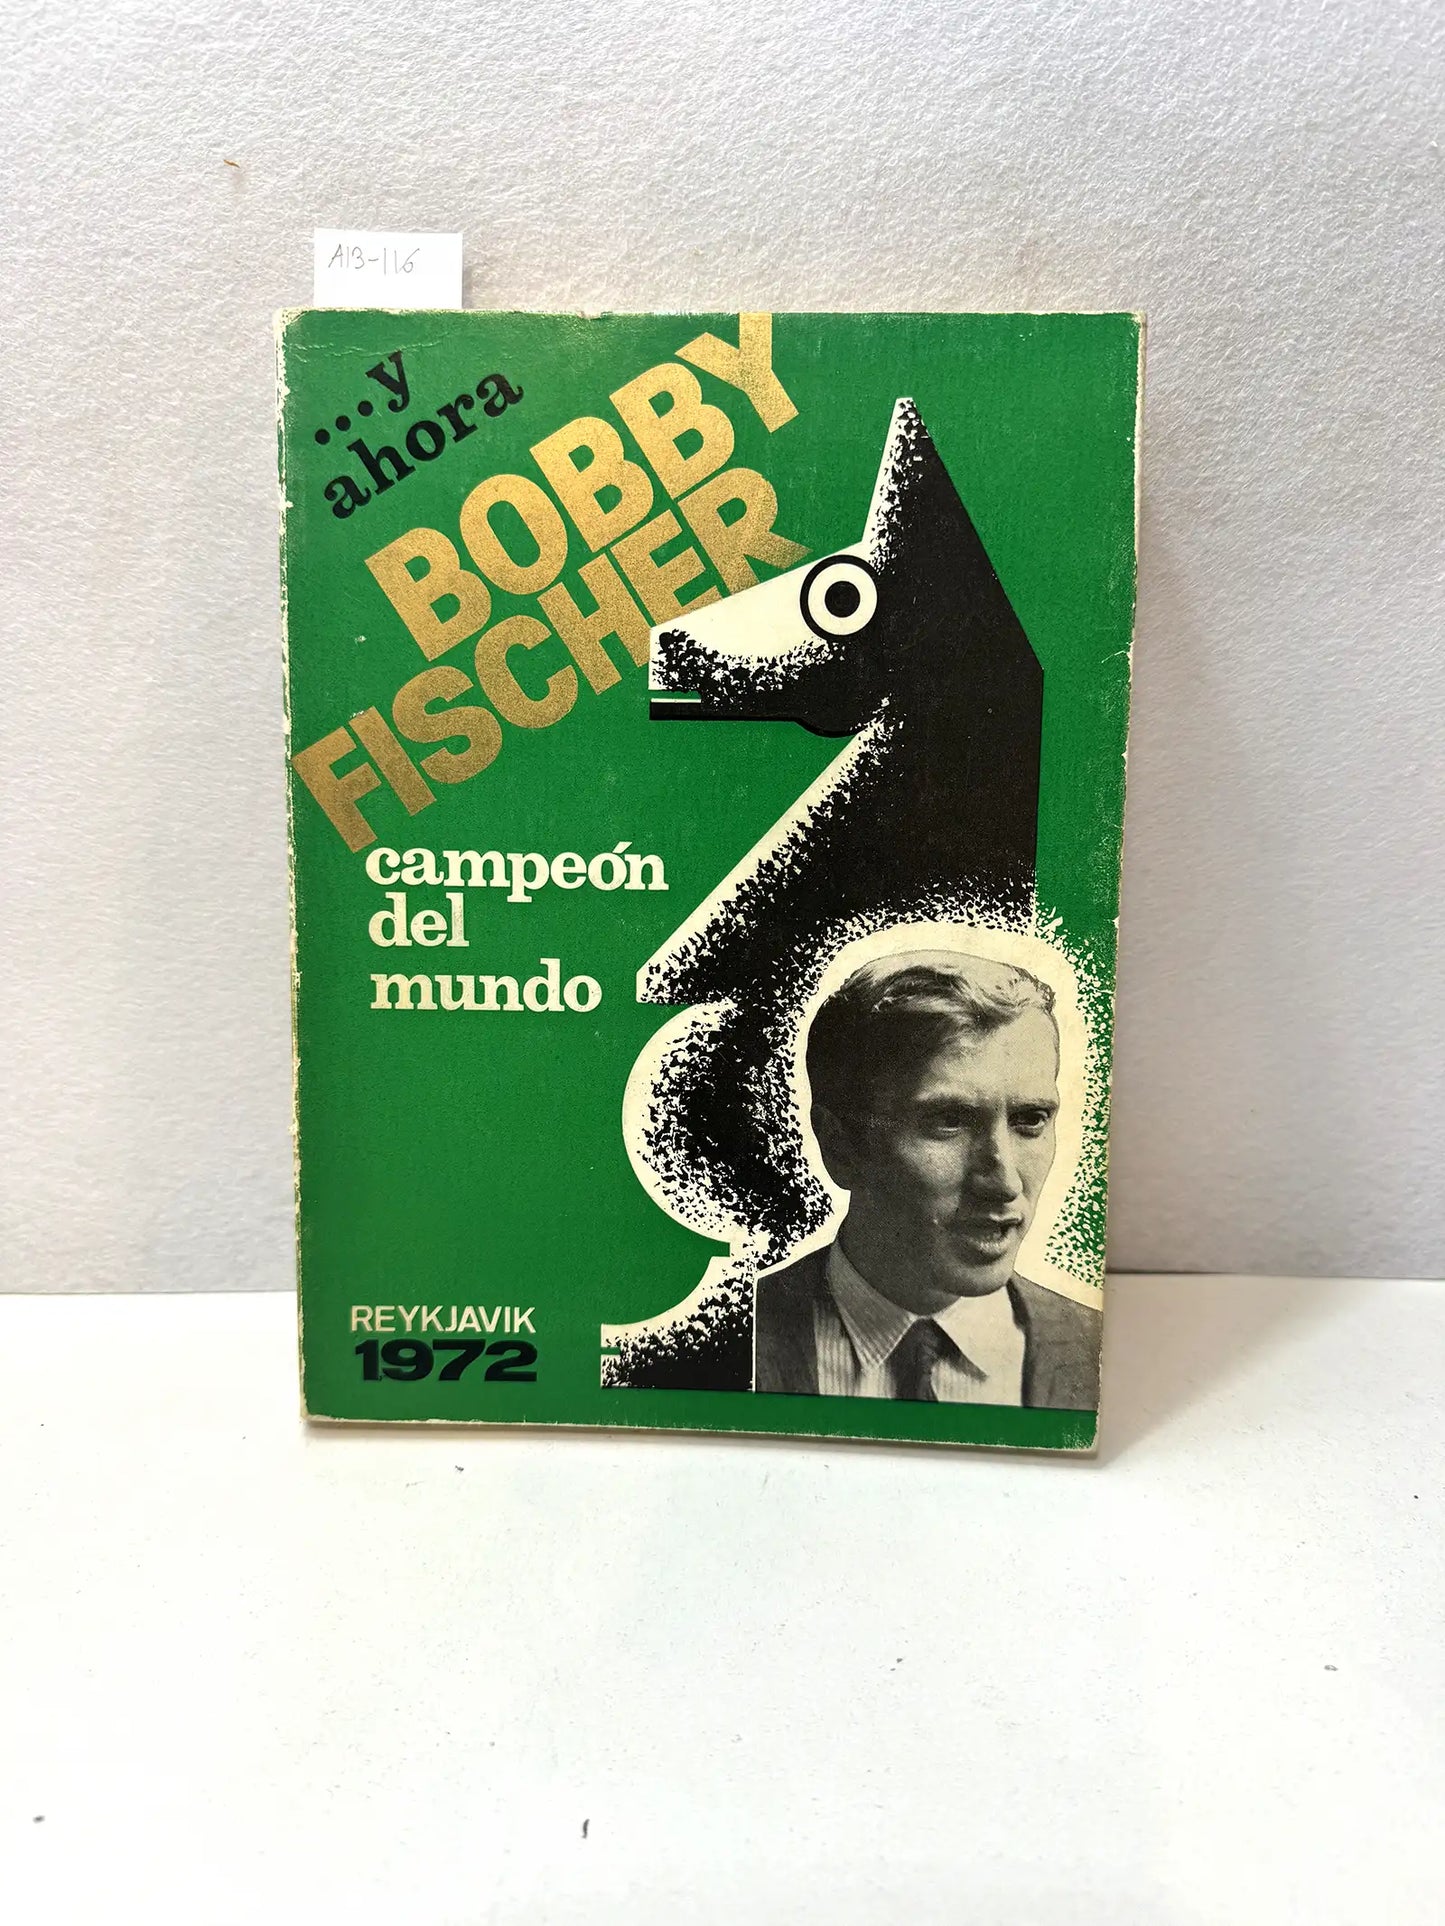 A13-116
...y
ahora
BOBBY
FISCHER
campeón
del
mundo
REYKJAVIK
1972